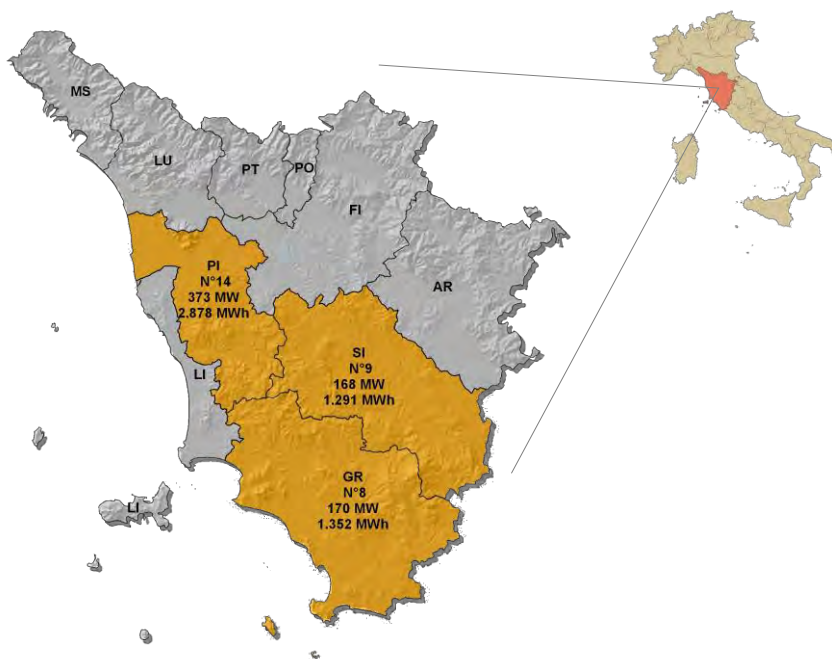 MS
LU
PT
PO
FI
PI
N°14
373 MW
2.878 MWh
AR
LI
SI
N°9
168 MW
1.291 MWh
GR
N°8
170 MW
1.352 MWh
LI